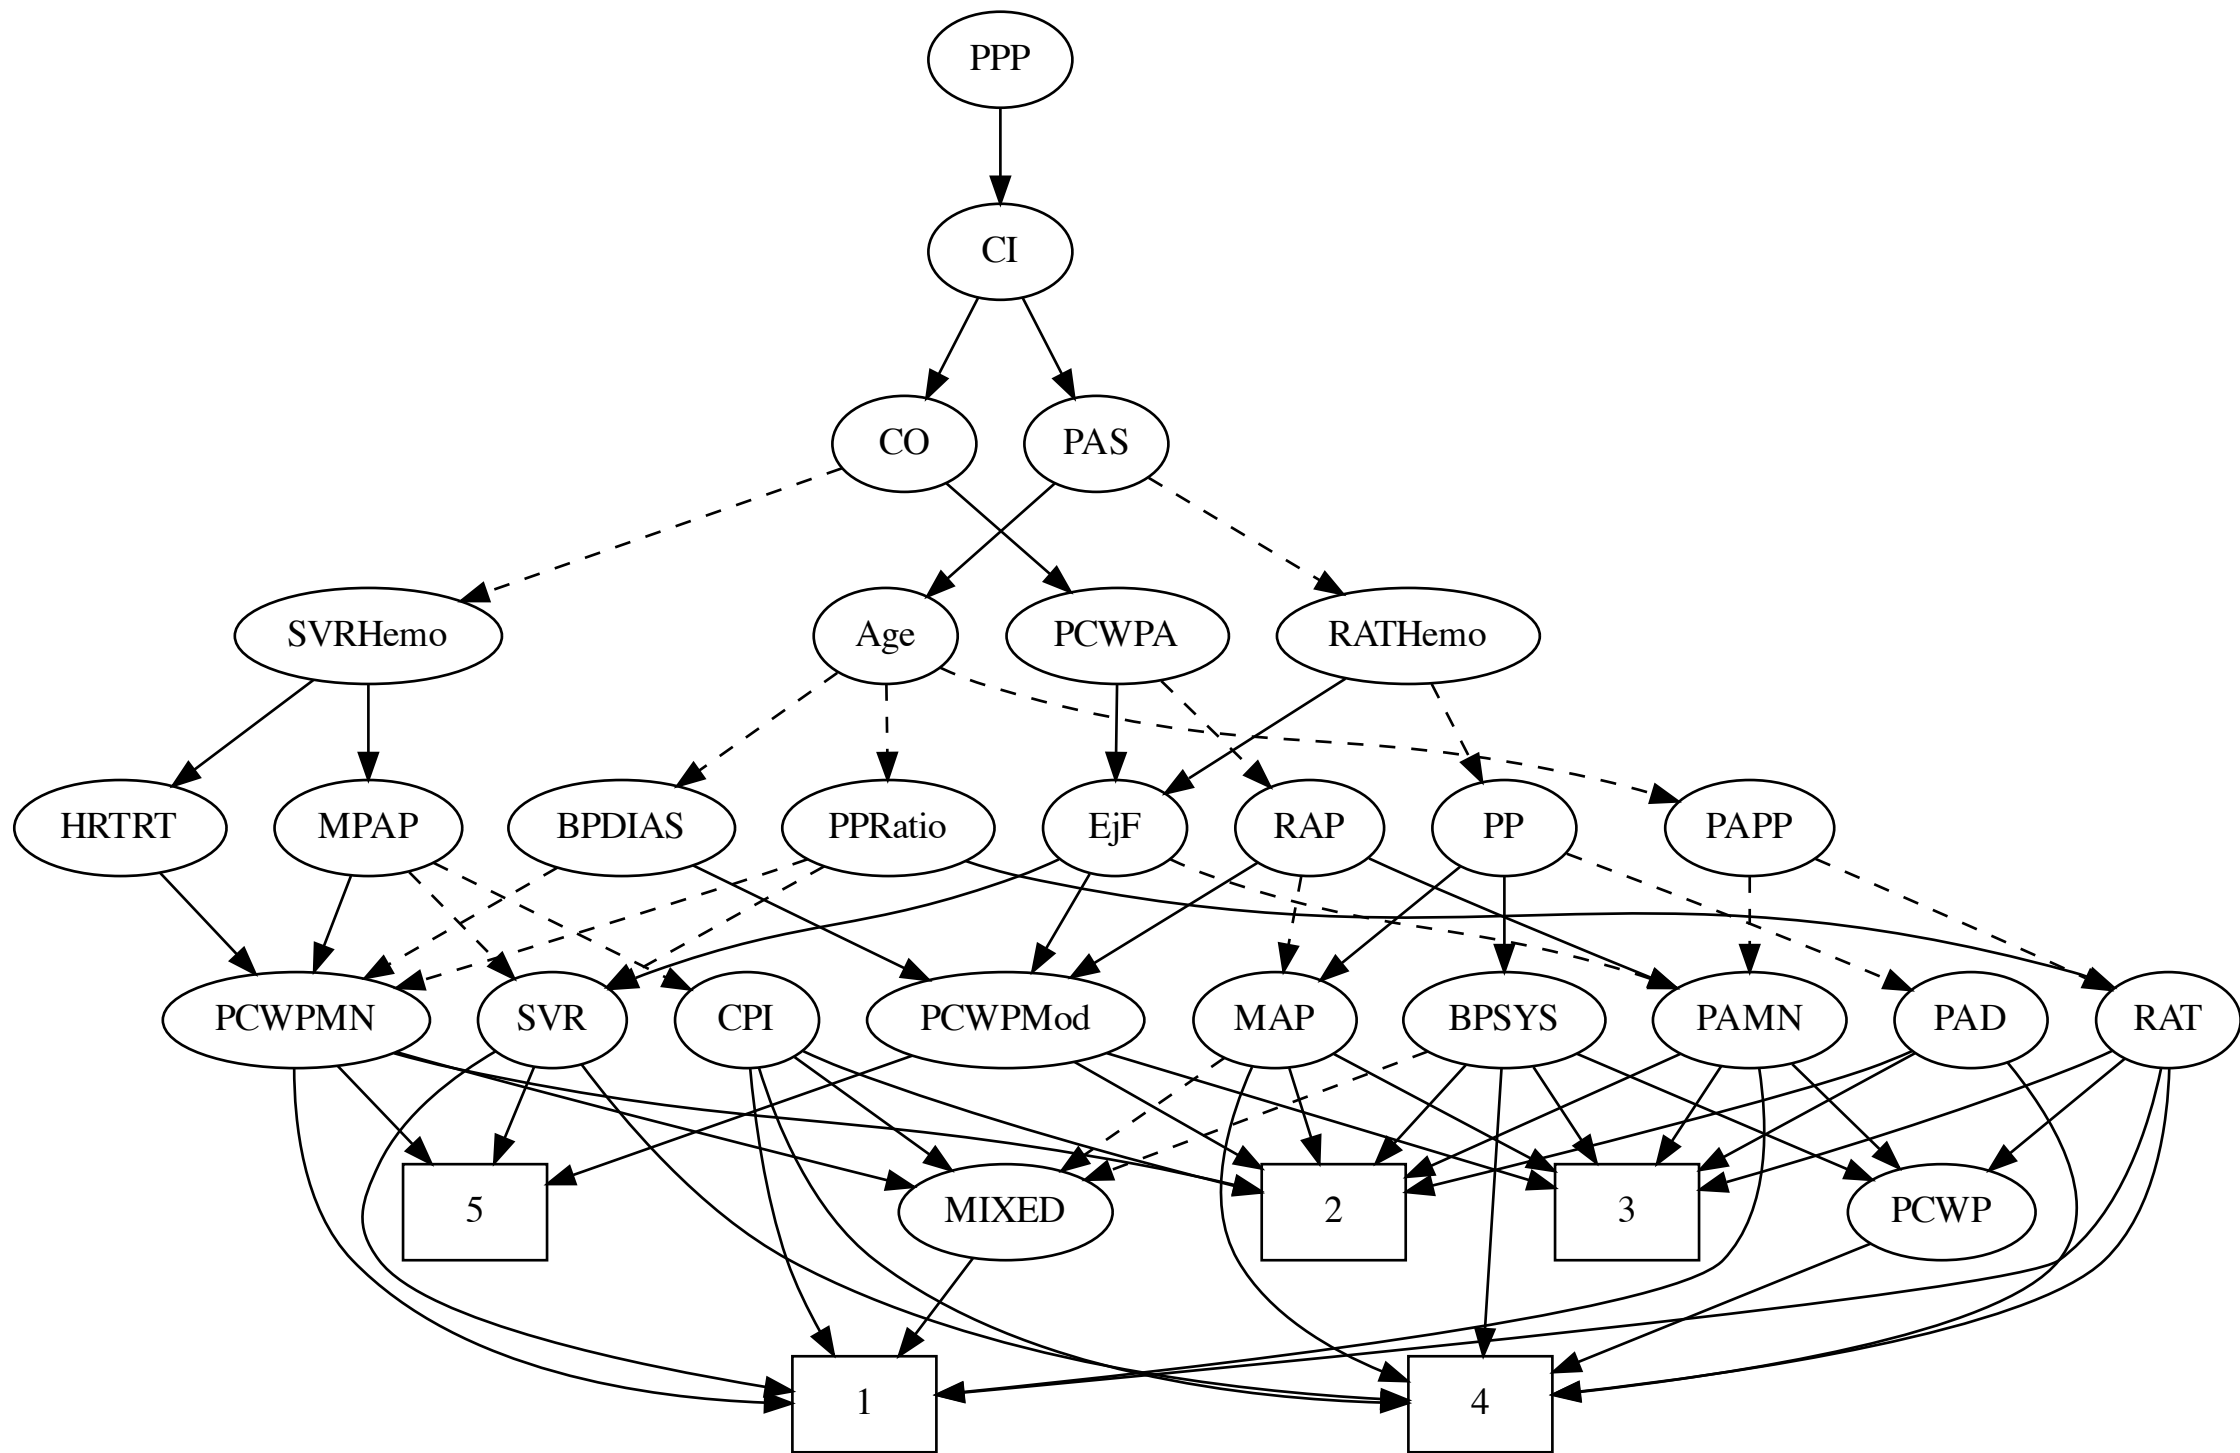 PPP
CI
CO
PAS
SVRHemo
Age
PCWPA
RATHemo
HRTRT
MPAP
BPDIAS
PPRatio
EjF
RAP
PP
PAPP
PCWPMN
SVR
CPI
PCWPMod
MAP
BPSYS
PAMN
PAD
RAT
5
MIXED
2
3
PCWP
1
4